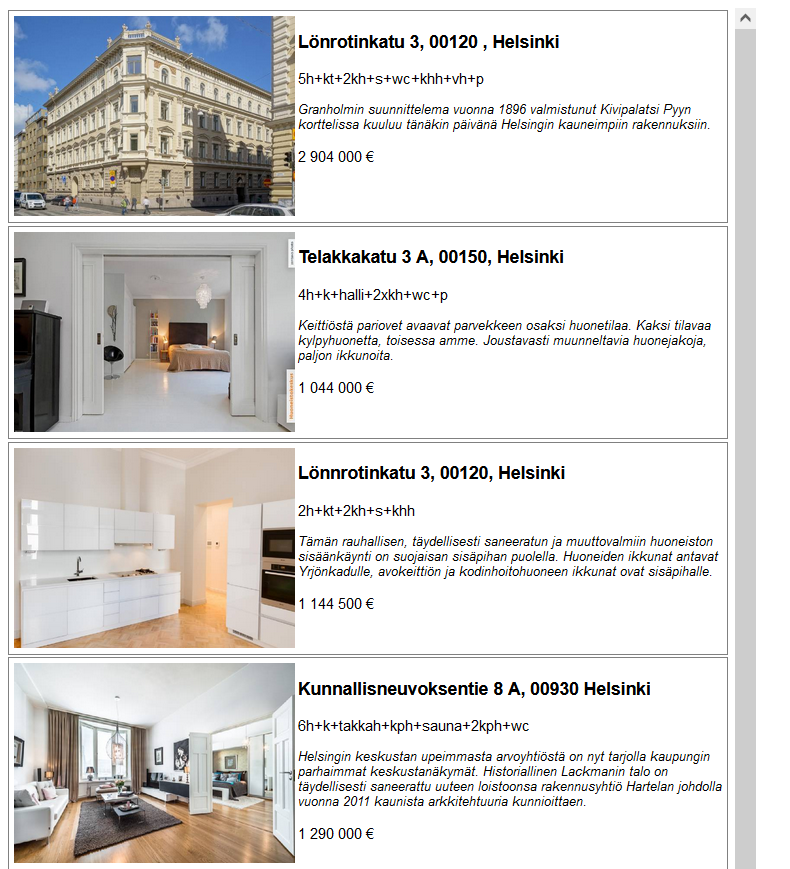 Lönrotinkatu 3, 00120 , Helsinki
5h+kt+2kh+s+wc+khh+vh+p
Granholmin suunnittelema vuonna 1896 valmistunut Kivipalatsi Pyyn
korttelissa kuuluu tänäkin päivänä Helsingin kauneimpiin rakennuksiin.
2 904 000 €
Telakkakatu 3 A, 00150, Helsinki
4h+k+halli+2xkh+wc+p
Keittiöstä pariovet avaavat parvekkeen osaksi huonetilaa. Kaksi tilavaa
kylpyhuonetta, toisessa amme. Joustavasti muunneltavia huonejakoja,
paljon ikkunoita.
1 044 000 €
Lönnrotinkatu 3, 00120, Helsinki
2h+kt+2kh+s+khh
Tämän rauhallisen, täydellisesti saneeratun ja muuttovalmiin huoneiston
sisäänkäynti on suojaisan sisäpihan puolella. Huoneiden ikkunat antavat
Yrjönkadulle, avokeittiön ja kodinhoitohuoneen ikkunat ovat sisäpihalle.
1 144 500 €
Kunnallisneuvoksentie 8 A, 00930 Helsinki
6h+k+takkah+kph+sauna+2kph+wc
Helsingin keskustan upeimmasta arvoyhtiöstä on nyt tarjolla kaupungin
parhaimmat keskustanäkymät. Historiallinen Lackmanin talo on
täydellisesti saneerattu uuteen loistoonsa rakennusyhtiö Hartelan johdolla
vuonna 2011 kaunista arkkitehtuuria kunnioittaen.
1 290 000 €